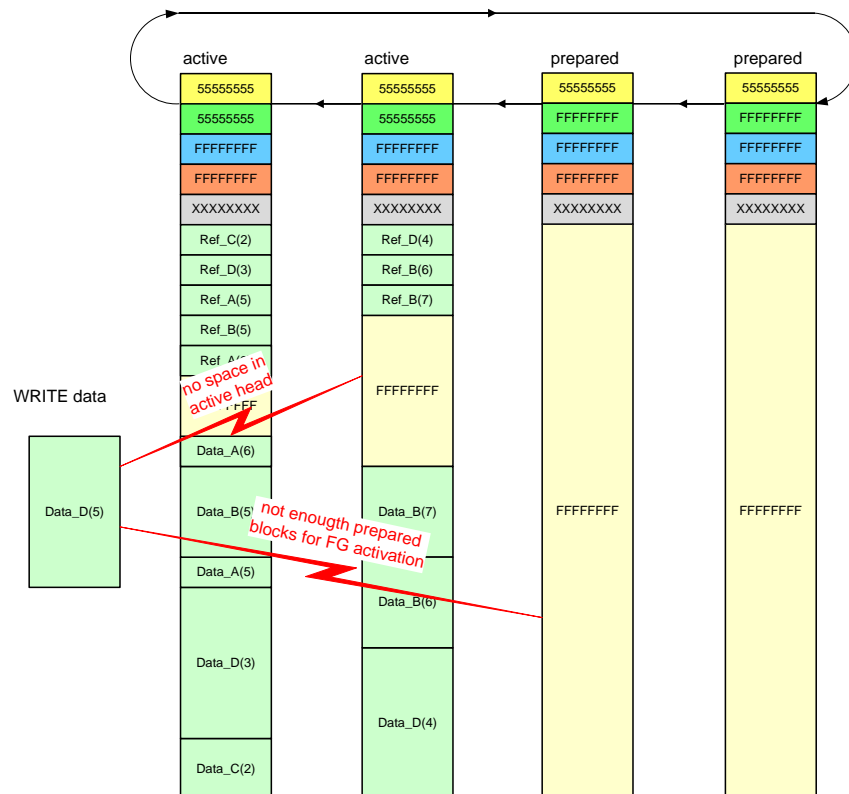 active
active
prepared
prepared
55555555
55555555
55555555
55555555
55555555
55555555
FFFFFFFF
FFFFFFFF
FFFFFFFF
FFFFFFFF
FFFFFFFF
FFFFFFFF
FFFFFFFF
FFFFFFFF
FFFFFFFF
FFFFFFFF
XXXXXXXX
XXXXXXXX
XXXXXXXX
XXXXXXXX
Ref_C(2)
Ref_D(4)
Ref_D(3)
Ref_B(6)
Ref_A(5)
Ref_B(7)
Ref_B(5)
no space in
active head
FFFFFFFF
WRITE data
Data_A(6)
Data_D(5)
Data_B(5)
not enougth prepared
blocks for FG activation
Data_B(7)
FFFFFFFF
FFFFFFFF
Data_A(5)
Data_B(6)
Data_D(3)
Data_D(4)
Data_C(2)